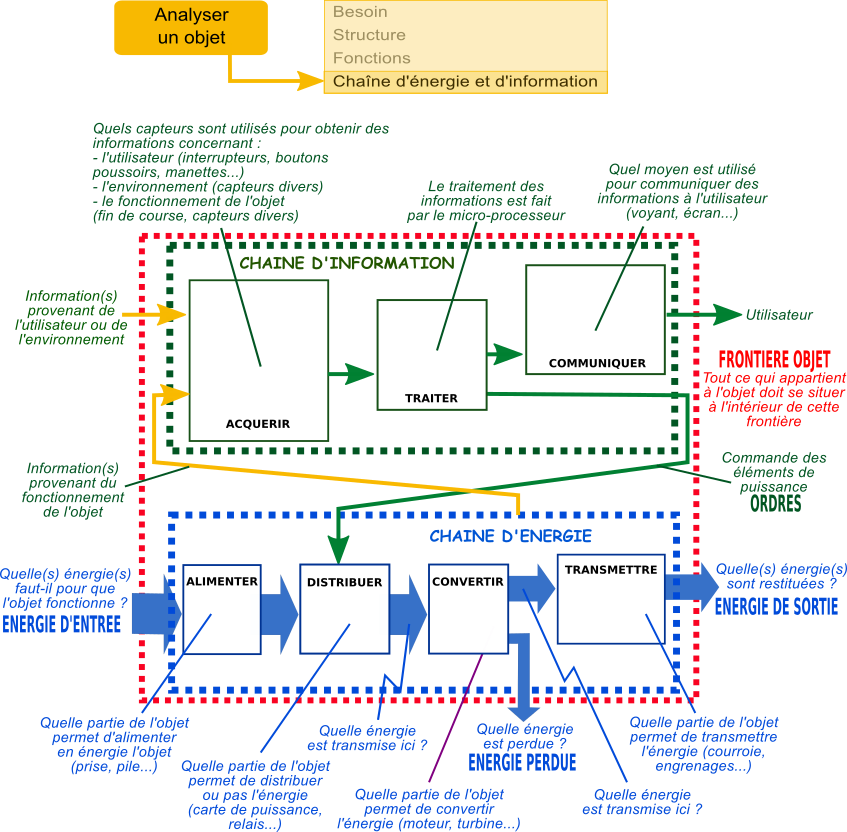 Analyser
un objet
Besoin
Structure
Fonctions
Chaîne d'énergie et d'information
Quels capteurs sont utilisés pour obtenir des
informations concernant :
- l'utilisateur (interrupteurs, boutons
poussoirs, manettes...)
- l'environnement (capteurs divers)
- le fonctionement de l'objet
(fin de course, capteurs divers)
Le traitement des
informations est fait
par le micro-processeur
Quel moyen est utilisé
pour communiquer des
informations à l'utilisateur
(voyant, écran...)
CHAINE D'INFORMATION
Information(s)
provenant de
l'utilisateur ou de
l'environnement
ACQUERIR
TRAITER
COMMUNIQUER
Utilisateur
FRONTIERE OBJET
Tout ce qui appartient
à l'objet doit se situer
à l'intérieur de cette
frontière
Information(s)
provenant du
fonctionnement
de l'objet
Commande des
éléments de
puissance
ORDRES
CHAINE D'ENERGIE
Quelle(s) énergie(s)
faut-il pour que
l'objet fonctionne ?
ENERGIE D'ENTREE
ALIMENTER
DISTRIBUER
CONVERTIR
TRANSMETTRE
Quelle(s) énergie(s)
sont restituées ?
ENERGIE DE SORTIE
Quelle partie de l'objet
permet d'alimenter
en énergie l'objet
(prise, pile...)
Quelle partie de l'objet
permet de distribuer
ou pas l'énergie
(carte de puissance,
relais...)
Quelle énergie
est transmise ici ?
Quelle partie de l'objet
permet de convertir
l'énergie (moteur, turbine...)
Quelle énergie
est perdue ?
ENERGIE PERDUE
Quelle énergie
est transmise ici ?
Quelle partie de l'objet
permet de transmettre
l'énergie (courroie,
engrenages...)